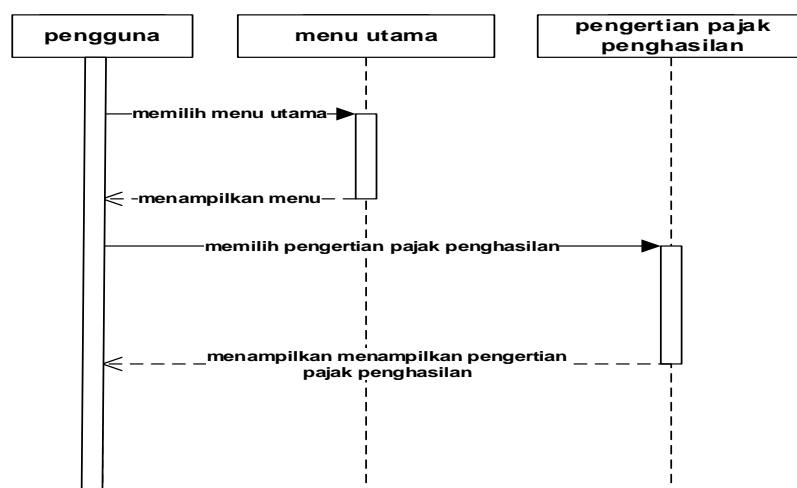 pengguna
menu utama
pengertian pajak
penghasilan
memilih menu utama
menampilkan menu
memilih pengertian pajak penghasilan
menampilkan menampilkan pengertian
pajak penghasilan